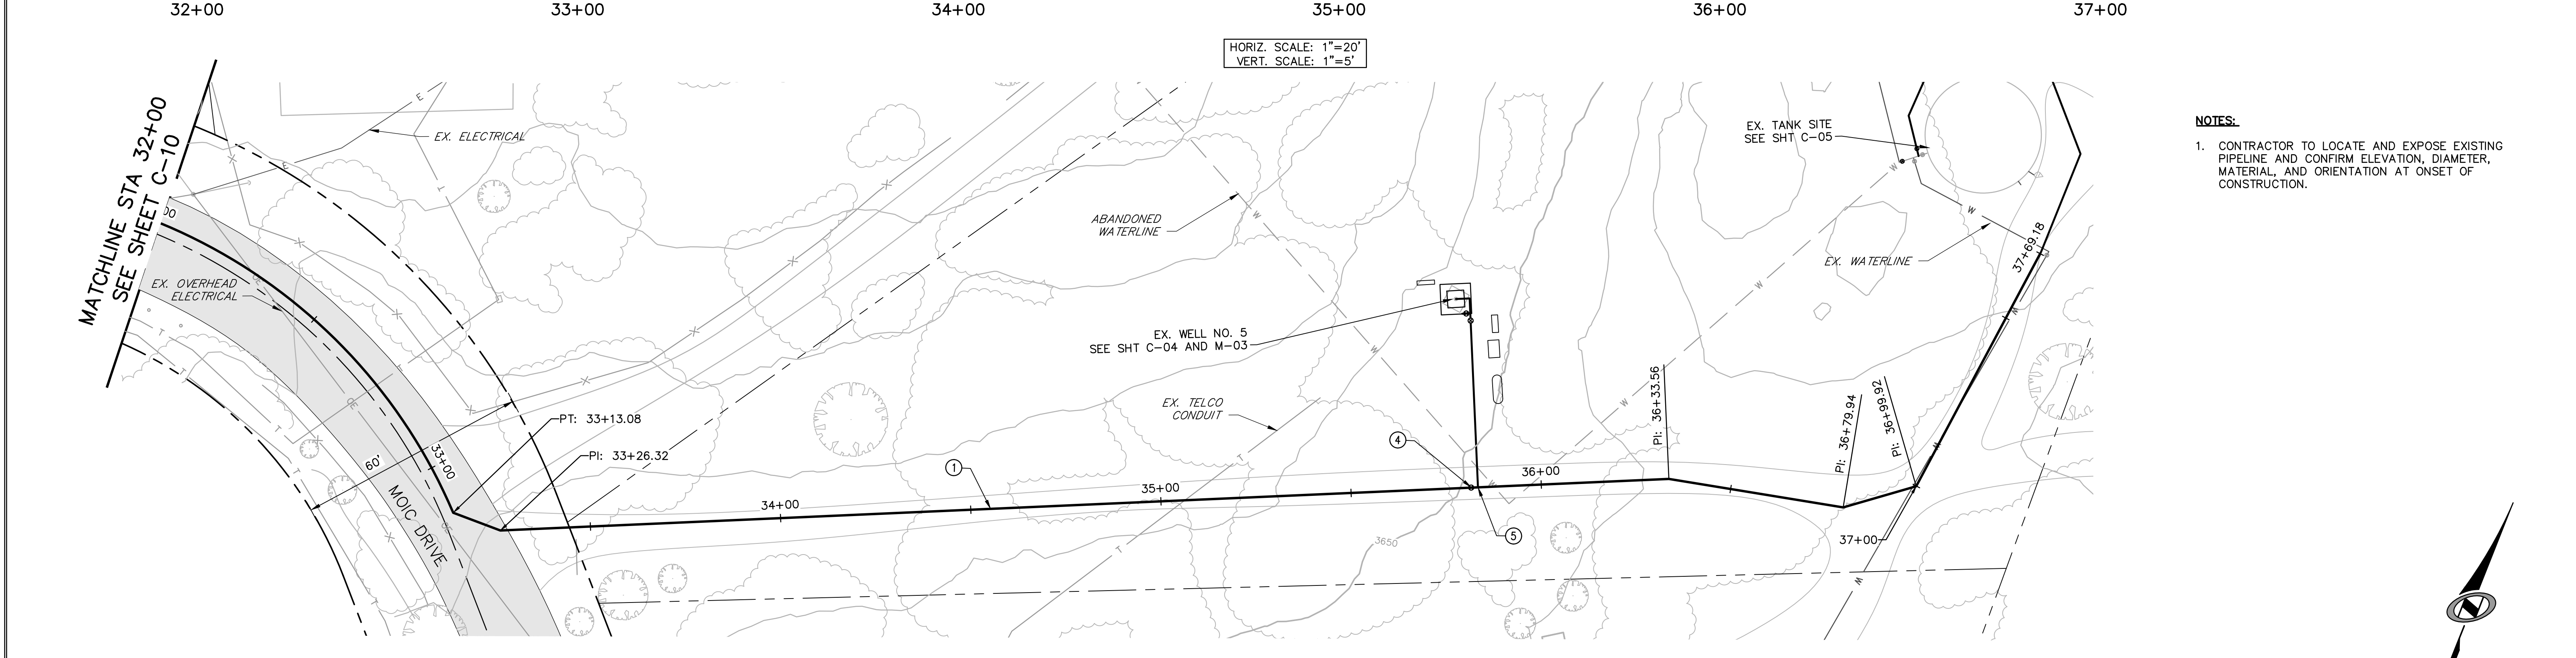 32+00
33+00
34+00
35+00
36+00
37+00
HORIZ. SCALE: 1"=20'
VERT. SCALE: 1"=5'
MATCHLINE STA 32+00
SEE SHEET C-10
00
EX. ELECTRICAL
EX. OVERHEAD
ELECTRICAL
60'
33+00
MOIC DRIVE
PT: 33+13.08
PI: 33+26.32
34+00
1
35+00
ABANDONED
WATERLINE
EX. WELL NO. 5
SEE SHT C-04 AND M-03
EX. TELCO
CONDUIT
4
5
3650
36+00
PI: 36+33.56
PI: 36+79.94
PI: 36+99.92
37+00
EX. TANK SITE
SEE SHT C-05
EX. WATERLINE
37+69.18
NOTES:
1. CONTRACTOR TO LOCATE AND EXPOSE EXISTING
PIPELINE AND CONFIRM ELEVATION, DIAMETER,
MATERIAL, AND ORIENTATION AT ONSET OF
CONSTRUCTION.
N